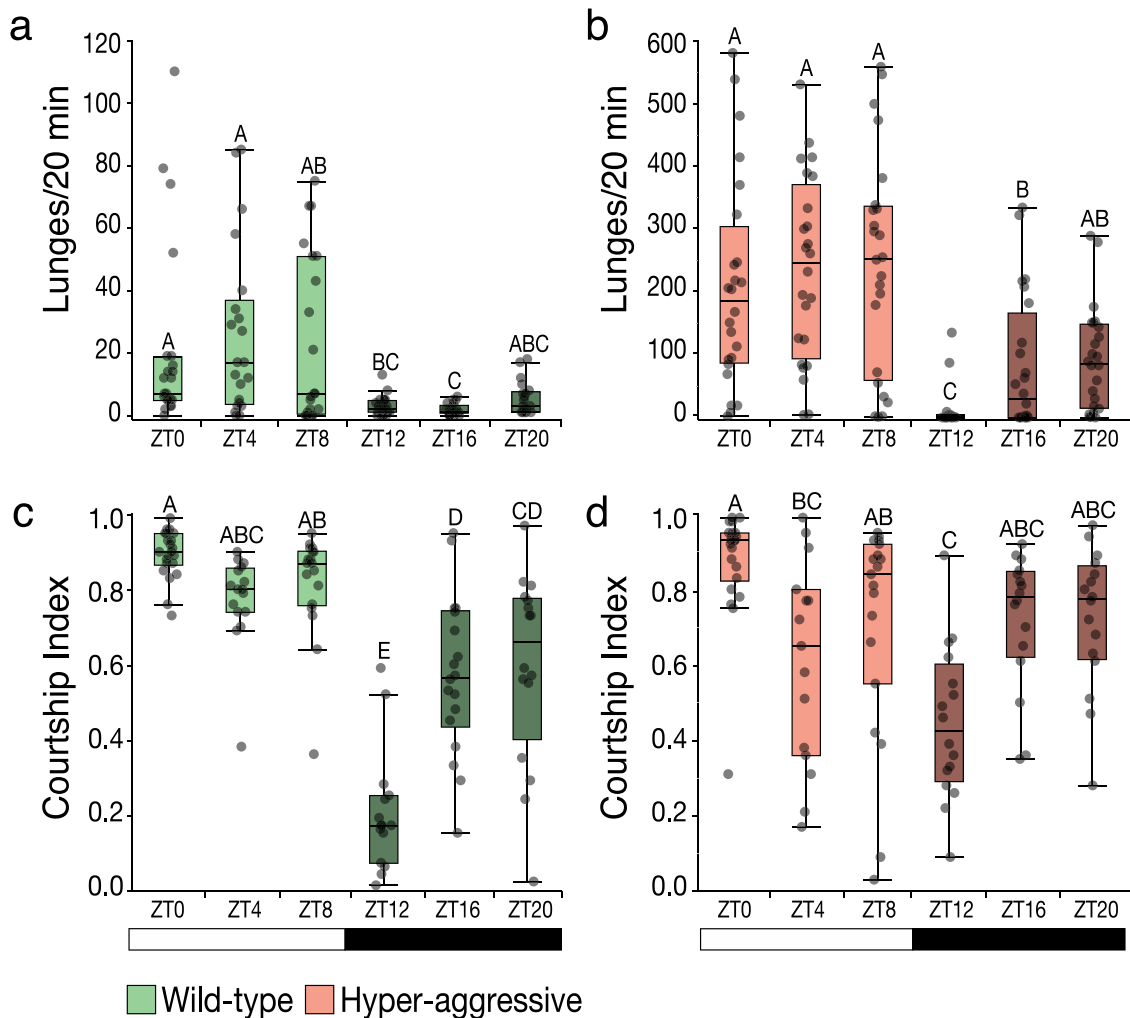 a
Lunges/20 min
120
100
80
60
40
20
0
A
A
AB
BC
C
ABC
ZT0 ZT4 ZT8 ZT12 ZT16 ZT20
b
Lunges/20 min
600
500
400
300
200
100
0
A
A
A
C
B
AB
ZT0 ZT4 ZT8 ZT12 ZT16 ZT20
c
Courtship Index
1.0
0.8
0.6
0.4
0.2
0.0
A
ABC
AB
E
D
CD
ZT0 ZT4 ZT8 ZT12 ZT16 ZT20
d
Courtship Index
1.0
0.8
0.6
0.4
0.2
0.0
A
BC
AB
C
ABC
ABC
ZT0 ZT4 ZT8 ZT12 ZT16 ZT20
Wild-type Hyper-aggressive